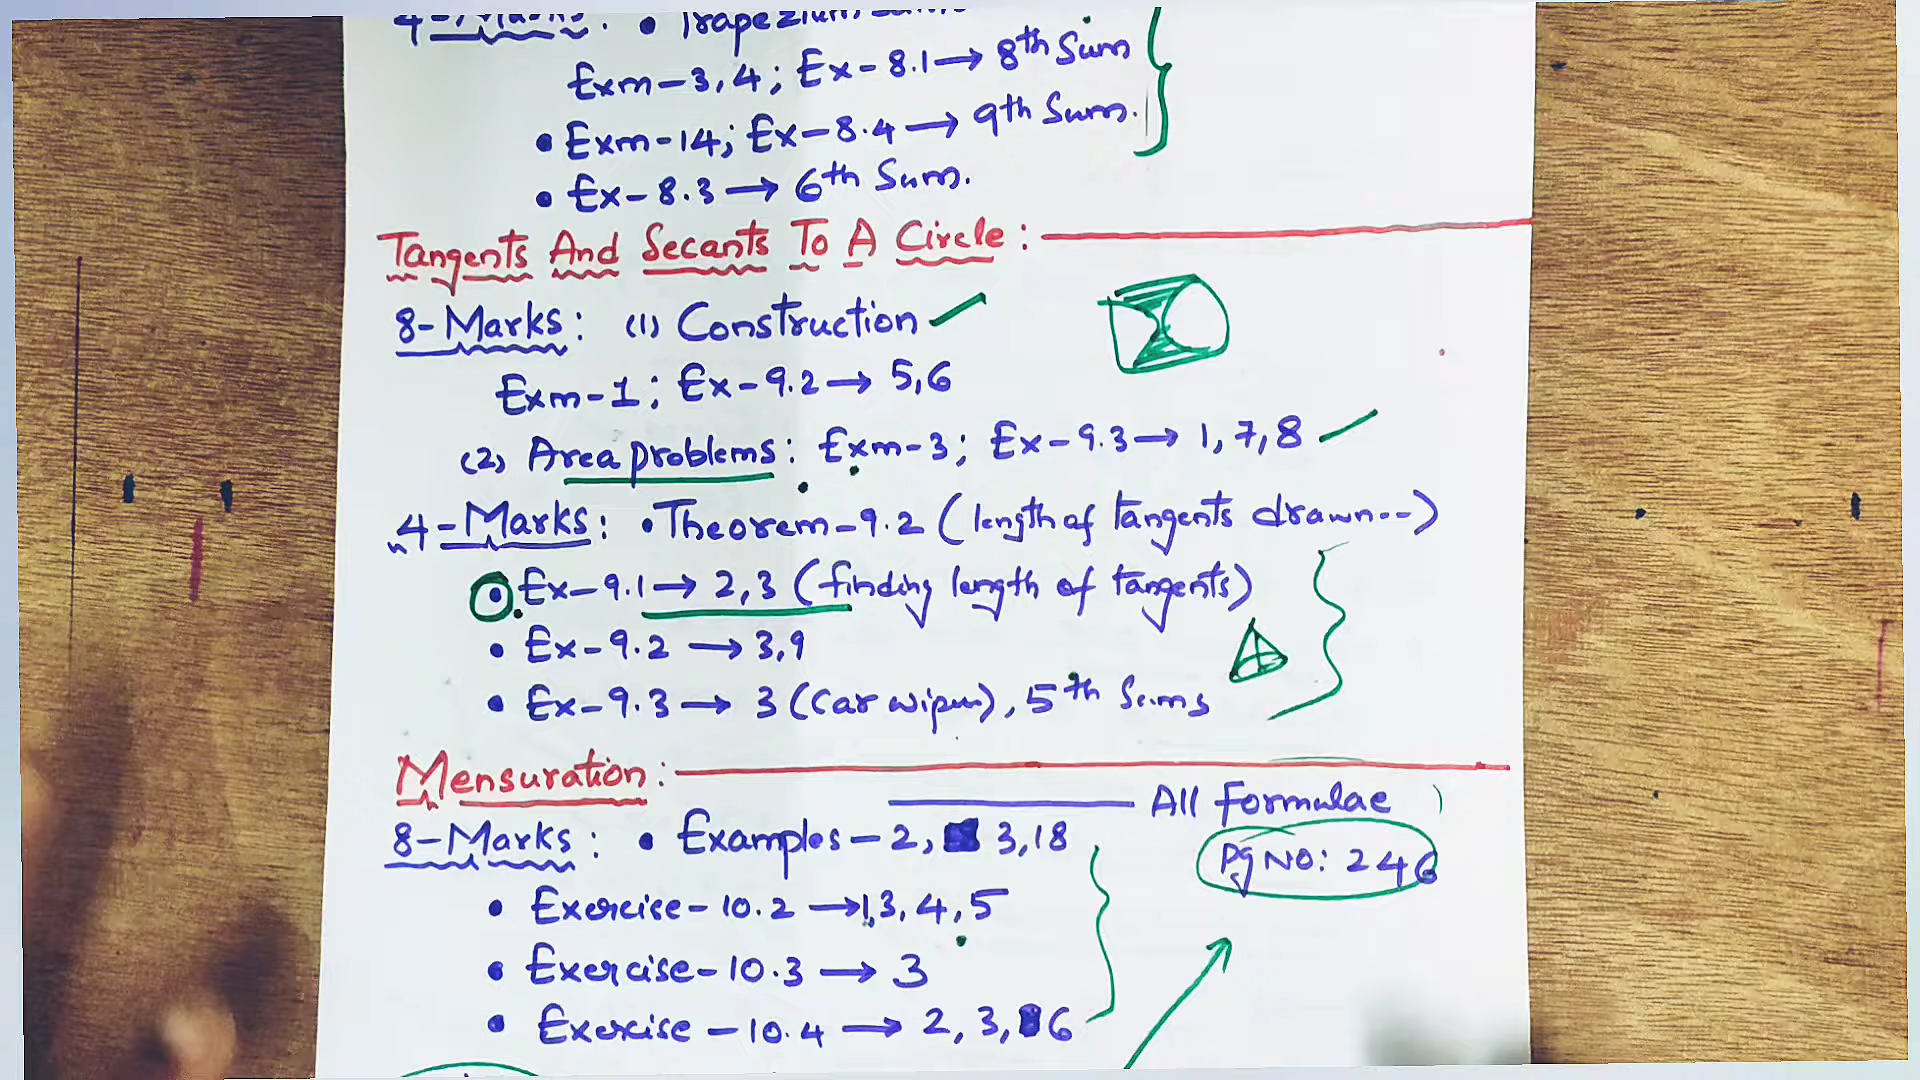 4-Marks: • Trapezium
Exm-3,4; Ex-8.1→ 8th Sum
• Exm-14; Ex-8.4 → 9th Sum.
• Ex-8.3 → 6th Sum.
Tangents And Secants To A Circle:
8-Marks: (1) Construction
Exm-1; Ex-9.2→ 5,6
(2) Area problems: Exm-3; Ex-9.3→ 1,7,8
4-Marks: •Theorem-9.2 (length of tangents drawn--)
• Ex-9.1→ 2,3 (finding length of tangents)
• Ex-9.2 → 3,9
• Ex-9.3 → 3 (Car wiper), 5th Sums
Mensuration:
All formulae
8-Marks: • Examples-2, 3,18
Pg NO: 246
• Exercise-10.2 →1,3,4,5
• Exercise-10.3 → 3
• Exercise-10.4 → 2,3,6